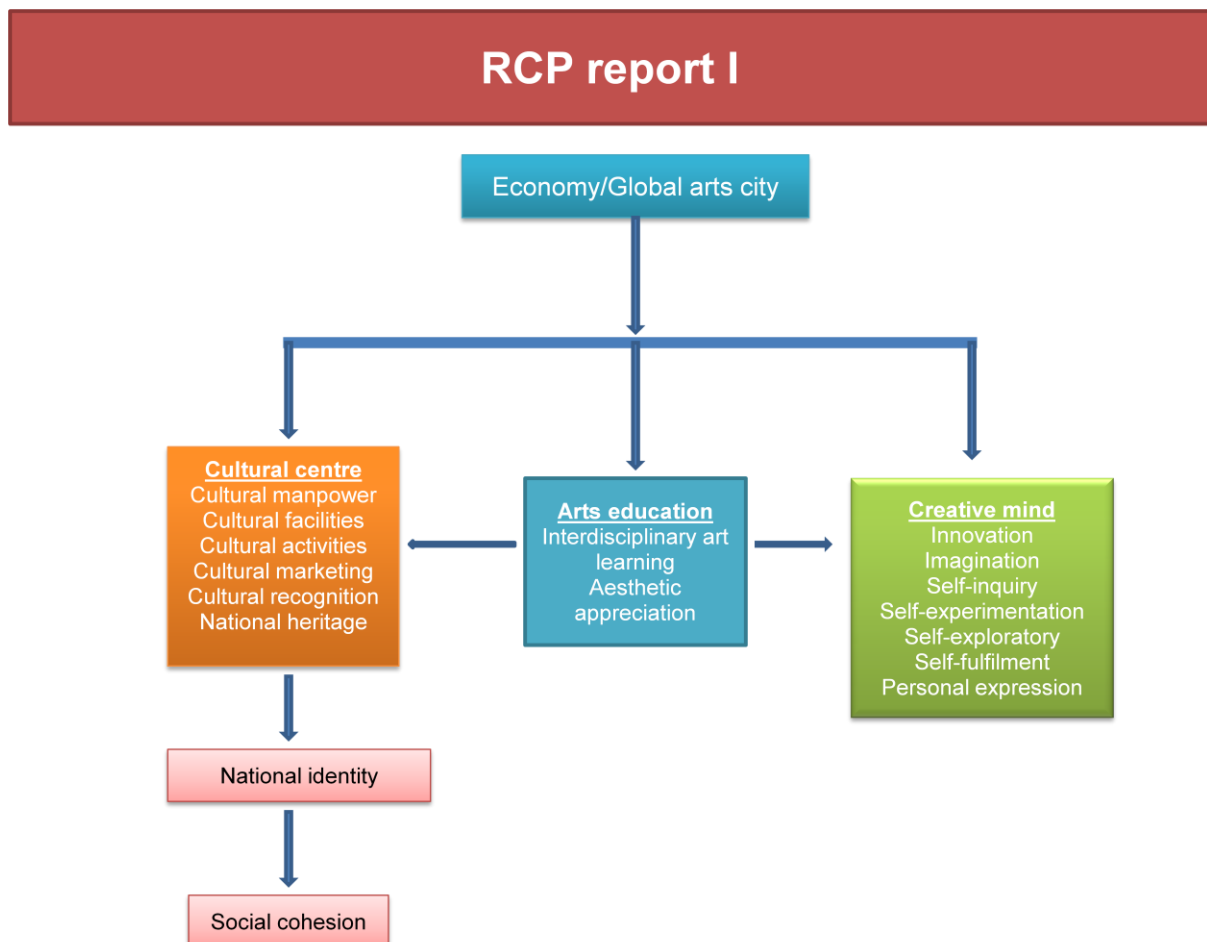 RCP report I
Economy/Global arts city
Cultural centre
Cultural manpower
Cultural facilities
Cultural activities
Cultural marketing
Cultural recognition
National heritage
Arts education
Interdisciplinary art
learning
Aesthetic
appreciation
Creative mind
Innovation
Imagination
Self-inquiry
Self-experimentation
Self-exploratory
Self-fulfilment
Personal expression
National identity
Social cohesion